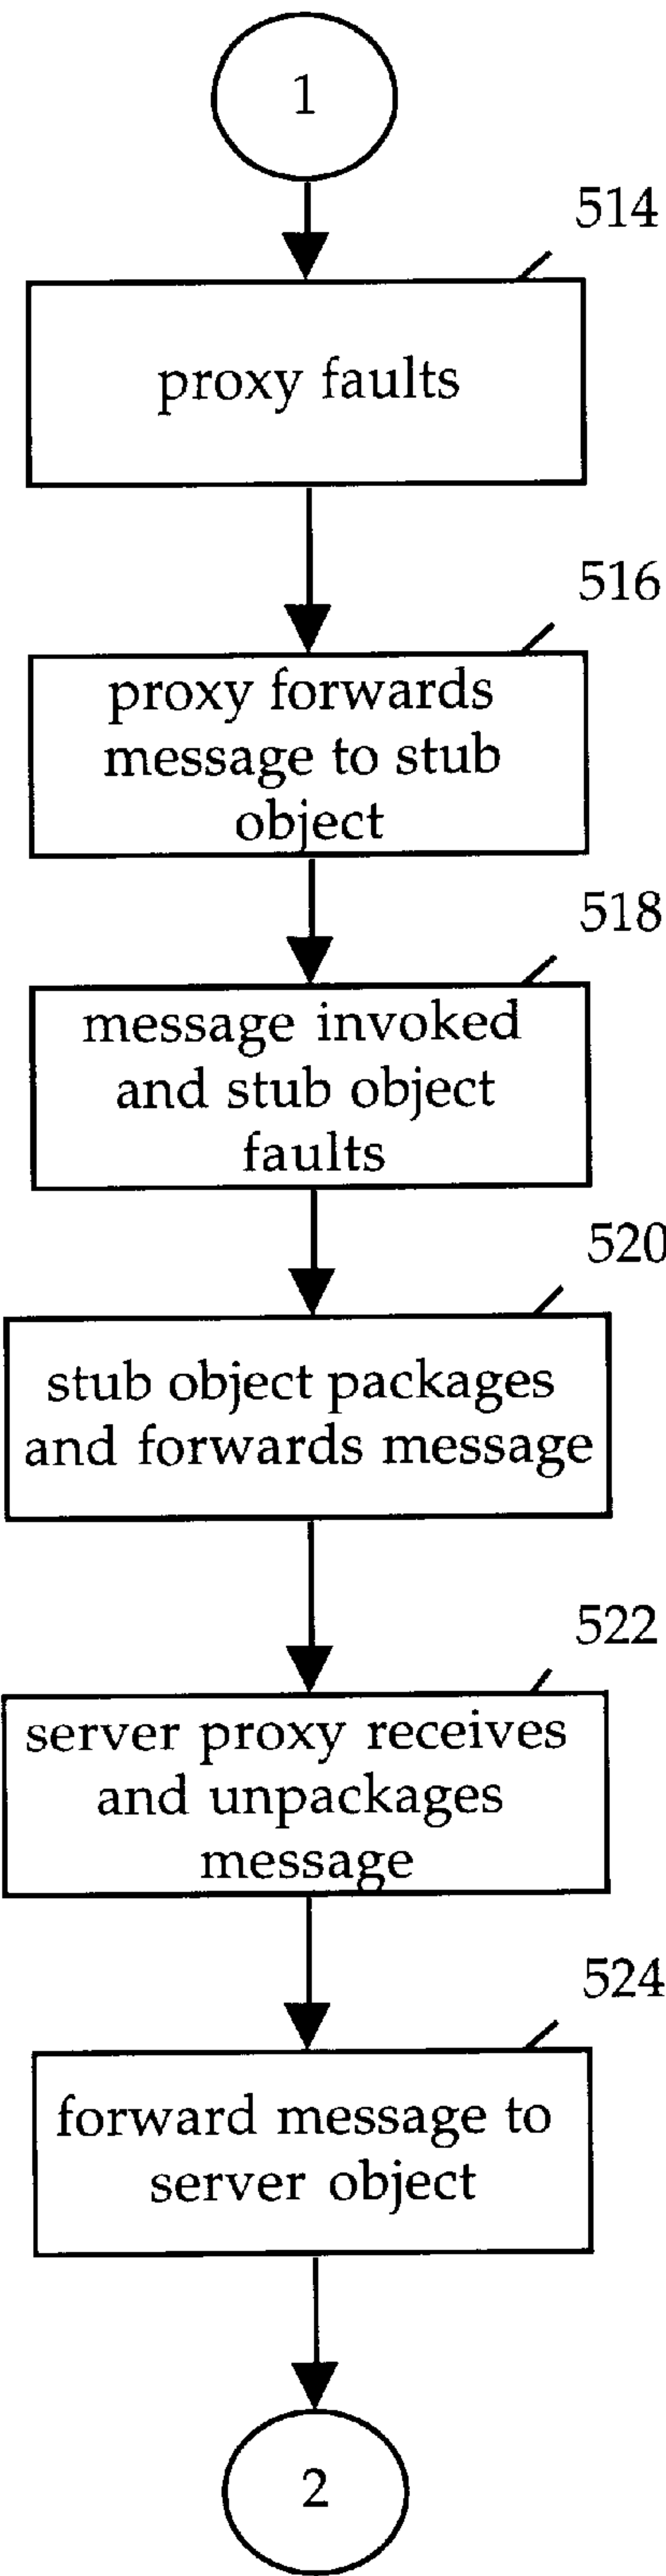 1
514
proxy faults
516
proxy forwards
message to stub
object
518
message invoked
and stub object
faults
520
stub object packages
and forwards message
522
server proxy receives
and unpackages
message
524
forward message to
server object
2